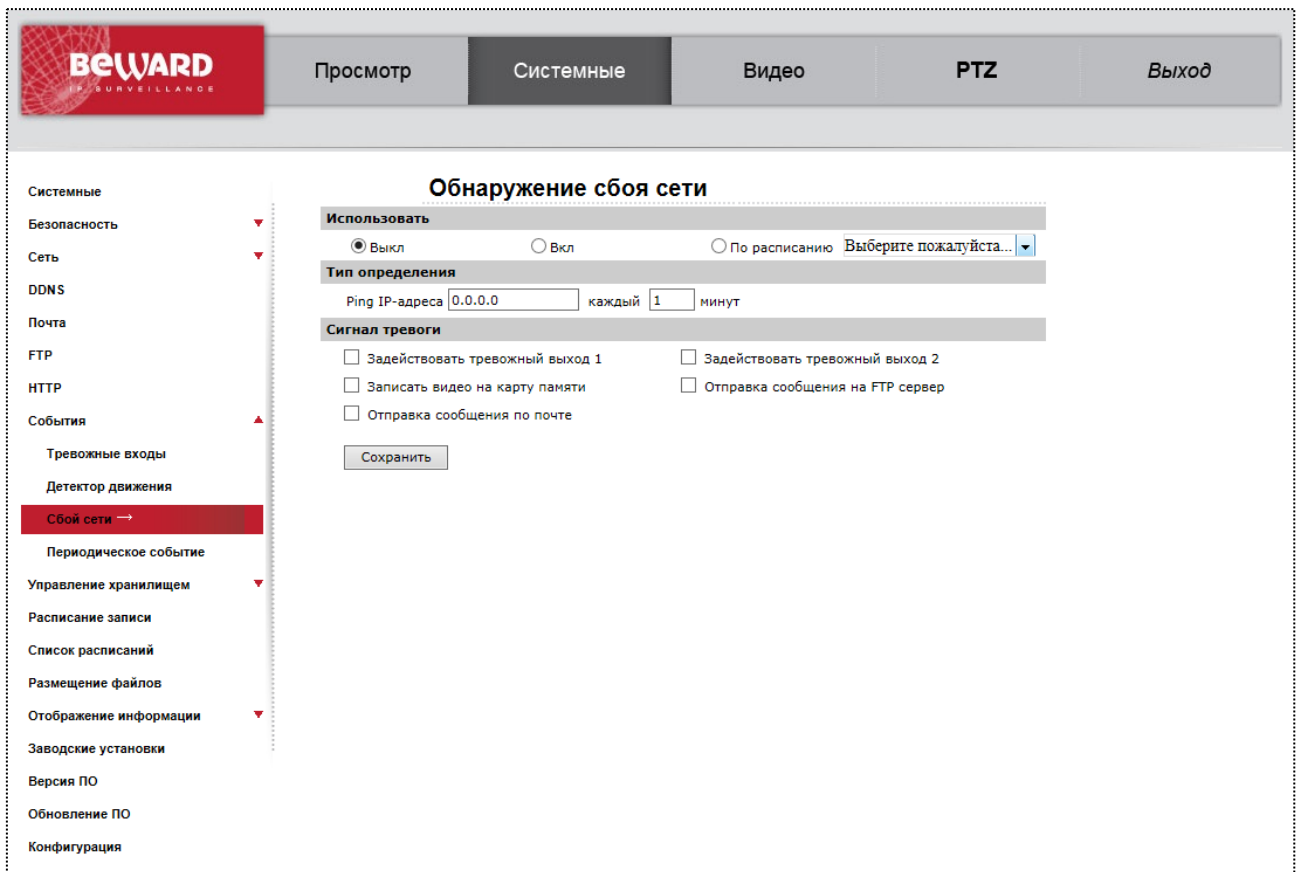 BEWARD
IP SURVEILLANCE
Просмотр Системные Видео PTZ Выход
Системные
Безопасность
Сеть
DDNS
Почта
FTP
HTTP
События
Тревожные входы
Детектор движения
Сбой сети →
Периодическое событие
Управление хранилищем
Расписание записи
Список расписаний
Размещение файлов
Отображение информации
Заводские установки
Версия ПО
Обновление ПО
Конфигурация
Обнаружение сбоя сети
Использовать
Выкл Вкл По расписанию Выберите пожалуйста...
Тип определения
Ping IP-адреса 0.0.0.0 каждый 1 минут
Сигнал тревоги
Задействовать тревожный выход 1 Задействовать тревожный выход 2
Записать видео на карту памяти Отправка сообщения на FTP сервер
Отправка сообщения по почте
Сохранить